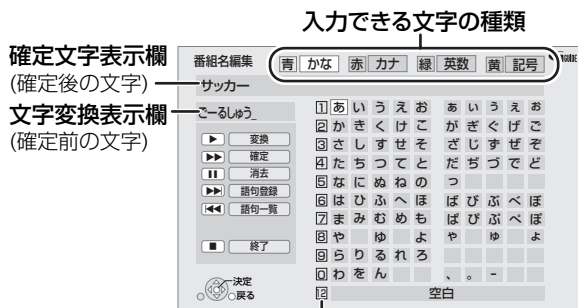 入力できる文字の種類
確定文字表示欄
(確定後の文字)
文字変換表示欄
(確定前の文字)
番組名編集 青 かな 赤 カナ 緑 英数 黄 記号
サッカー
ごーるしゅう_
変換
確定
消去
語句登録
語句一覧
終了
決定
戻る
1 あ い う え お ぁ ぃ ぅ ぇ ぉ
2 か き く け こ が ぎ ぐ げ ご
3 さ し す せ そ ざ じ ず ぜ ぞ
4 た ち つ て と だ ぢ づ で ど
5 な に ぬ ね の っ
6 は ひ ふ へ ほ ば び ぶ べ ぼ
7 ま み む め も ぱ ぴ ぷ ぺ ぽ
8 や ゆ よ ゃ ゅ ょ
9 ら り る れ ろ
0 わ を ん 、 。 ー
12 空白